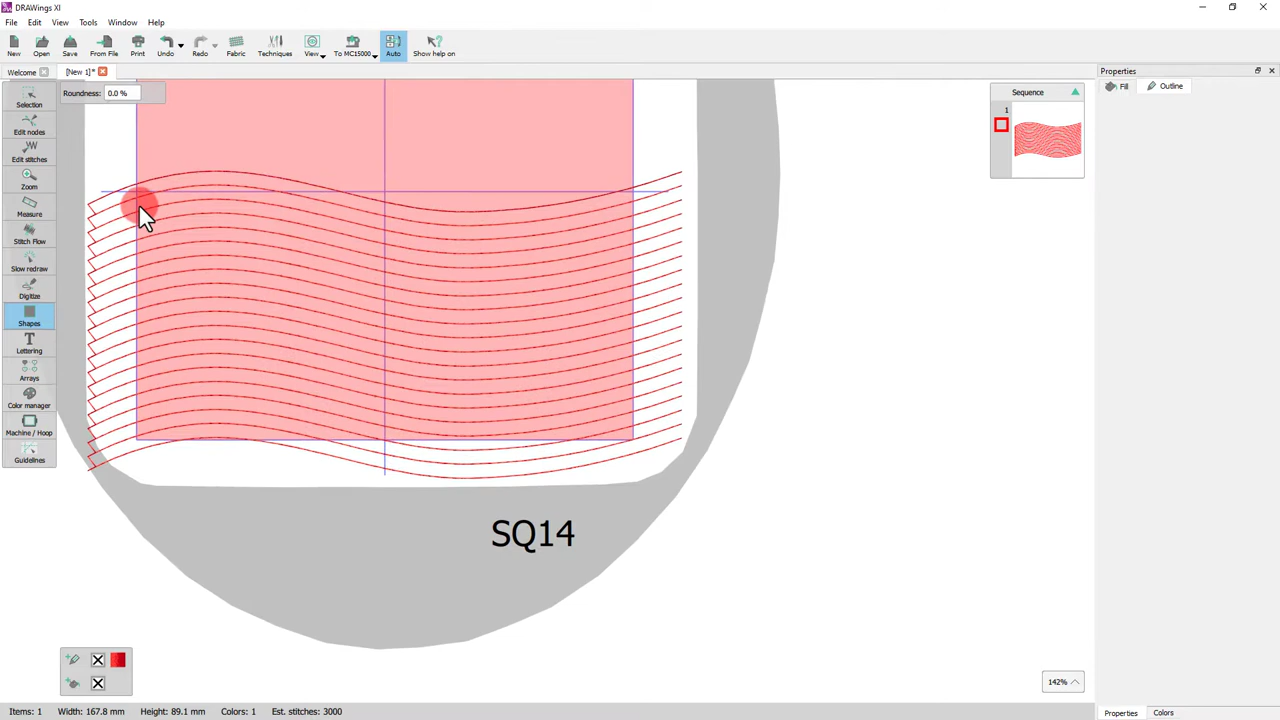 DRAWings XI
File Edit View Tools Window Help
New Open Save From File Print Undo Redo Fabric Techniques View To MC15000 Auto Show help on
Welcome [New 1]*
Properties
Roundness: 0.0 %
Fill Outline
Sequence
1
Selection
Edit nodes
Edit stitches
Zoom
Measure
Stitch Flow
Slow redraw
Digitize
Shapes
Lettering
Arrays
Color manager
Machine / Hoop
Guidelines
SQ14
142%
Items: 1 Width: 167.8 mm Height: 89.1 mm Colors: 1 Est. stitches: 3000
Properties Colors